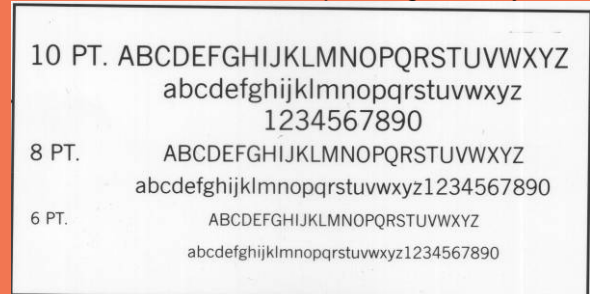 10 PT. ABCDEFGHIJKLMNOPQRSTUVWXYZ
abcdefghijklmnopqrstuvwxyz
1234567890
8 PT. ABCDEFGHIJKLMNOPQRSTUVWXYZ
abcdefghijklmnopqrstuvwxyz1234567890
6 PT. ABCDEFGHIJKLMNOPQRSTUVWXYZ
abcdefghijklmnopqrstuvwxyz1234567890